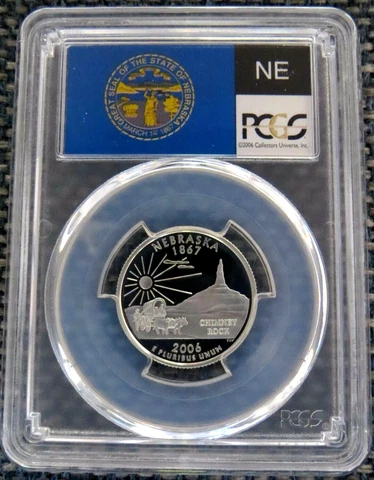 GREAT SEAL OF THE STATE OF NEBRASKA
MARCH 1ST 1867
NE
PCGS
©2006 Collectors Universe, Inc.
NEBRASKA
1867
CHIMNEY
ROCK
2006
E PLURIBUS UNUM
PCGS